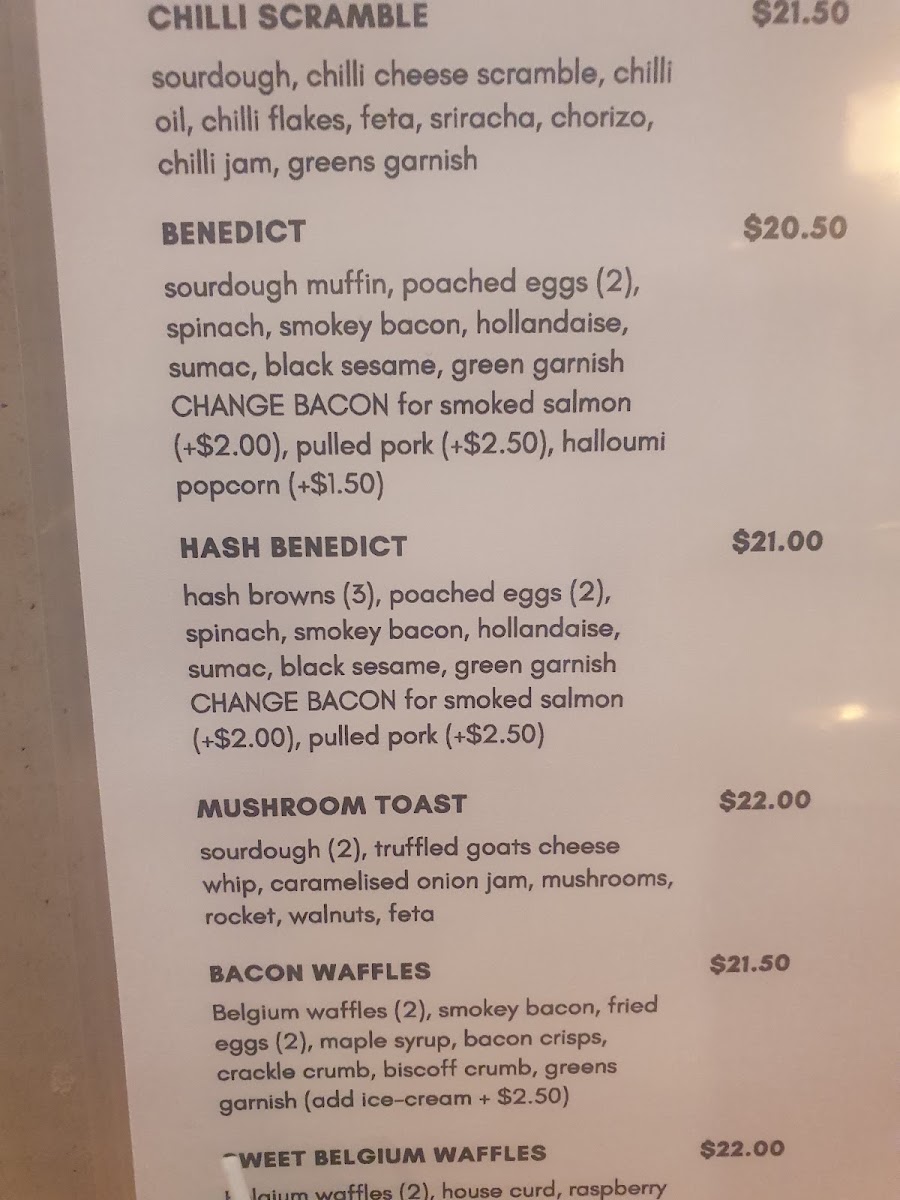 CHILLI SCRAMBLE $21.50
sourdough, chilli cheese scramble, chilli
oil, chilli flakes, feta, sriracha, chorizo,
chilli jam, greens garnish
BENEDICT $20.50
sourdough muffin, poached eggs (2),
spinach, smokey bacon, hollandaise,
sumac, black sesame, green garnish
CHANGE BACON for smoked salmon
(+$2.00), pulled pork (+$2.50), halloumi
popcorn (+$1.50)
HASH BENEDICT $21.00
hash browns (3), poached eggs (2),
spinach, smokey bacon, hollandaise,
sumac, black sesame, green garnish
CHANGE BACON for smoked salmon
(+$2.00), pulled pork (+$2.50)
MUSHROOM TOAST $22.00
sourdough (2), truffled goats cheese
whip, caramelised onion jam, mushrooms,
rocket, walnuts, feta
BACON WAFFLES $21.50
Belgium waffles (2), smokey bacon, fried
eggs (2), maple syrup, bacon crisps,
crackle crumb, biscoff crumb, greens
garnish (add ice-cream + $2.50)
SWEET BELGIUM WAFFLES $22.00
waffles (2), house curd, raspberry